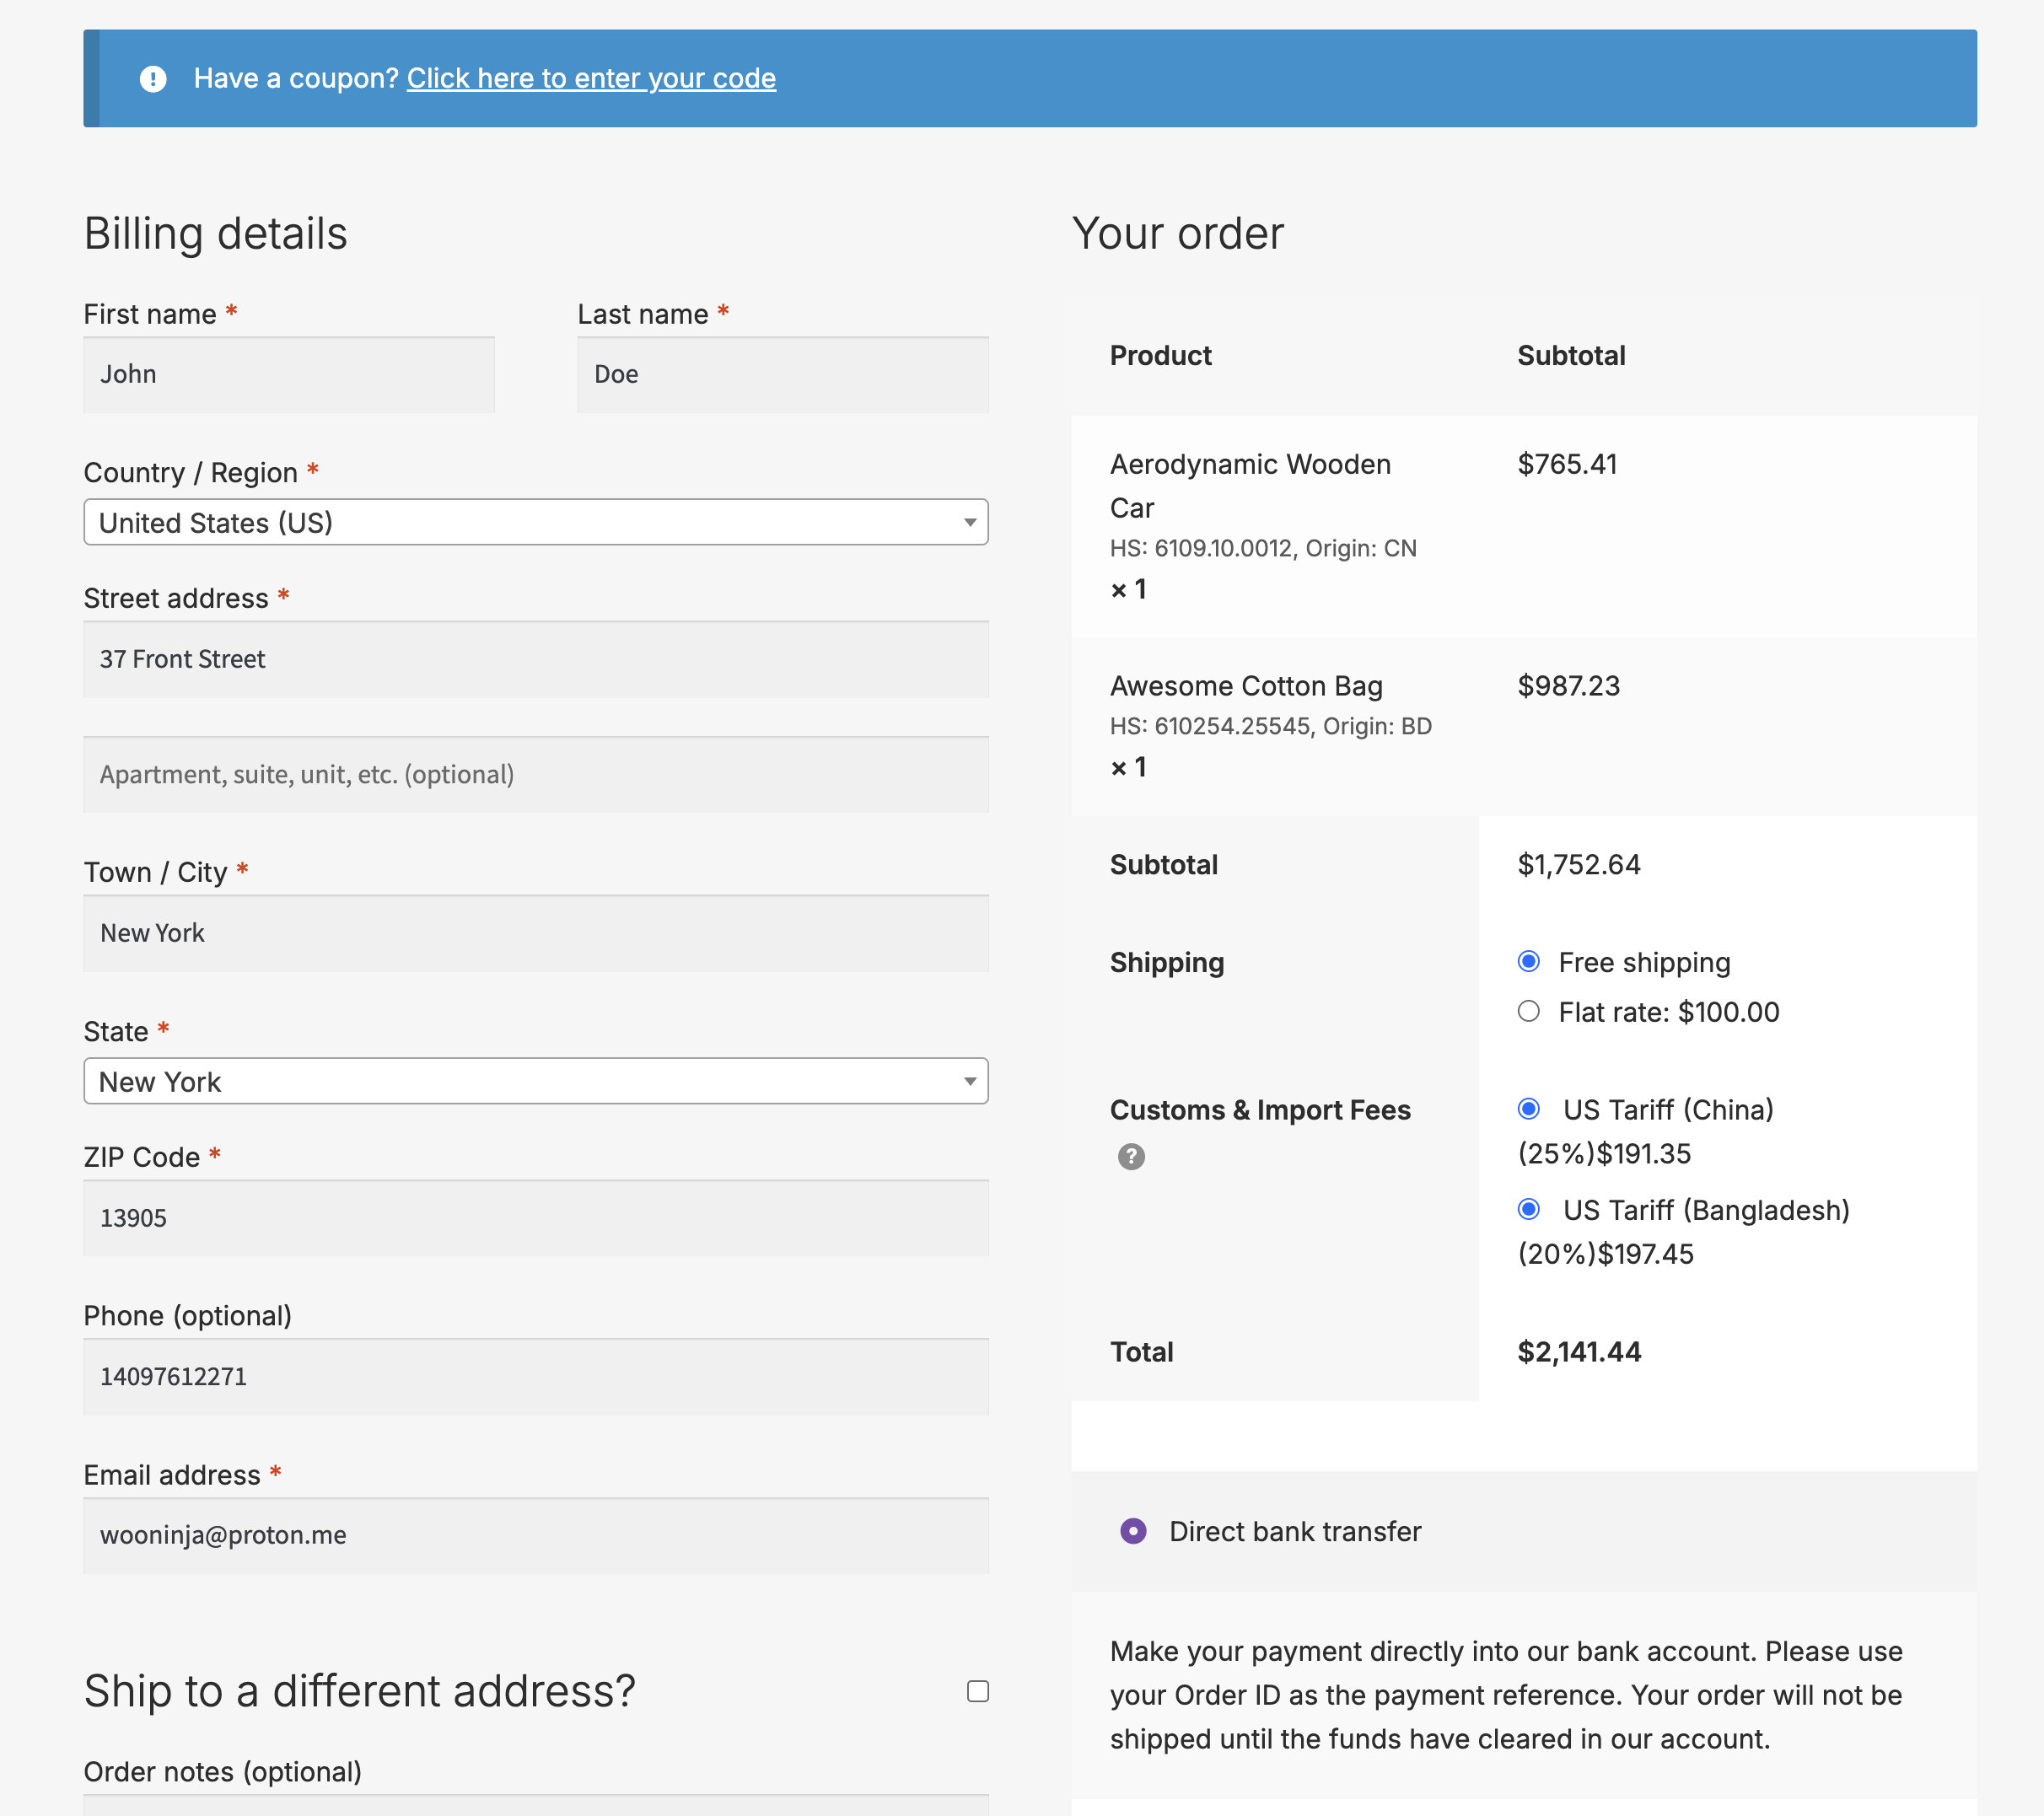 Have a coupon? Click here to enter your code
Billing details
First name *
Last name *
John
Doe
Country / Region *
United States (US)
Street address *
37 Front Street
Apartment, suite, unit, etc. (optional)
Town / City *
New York
State *
New York
ZIP Code *
13905
Phone (optional)
14097612271
Email address *
wooninja@proton.me
Ship to a different address?
Order notes (optional)
Your order
Product
Subtotal
Aerodynamic Wooden
Car
HS: 6109.10.0012, Origin: CN
× 1
$765.41
Awesome Cotton Bag
HS: 610254.25545, Origin: BD
× 1
$987.23
Subtotal
$1,752.64
Shipping
Free shipping
Flat rate: $100.00
Customs & Import Fees
?
US Tariff (China)
(25%)$191.35
US Tariff (Bangladesh)
(20%)$197.45
Total
$2,141.44
Direct bank transfer
Make your payment directly into our bank account. Please use
your Order ID as the payment reference. Your order will not be
shipped until the funds have cleared in our account.